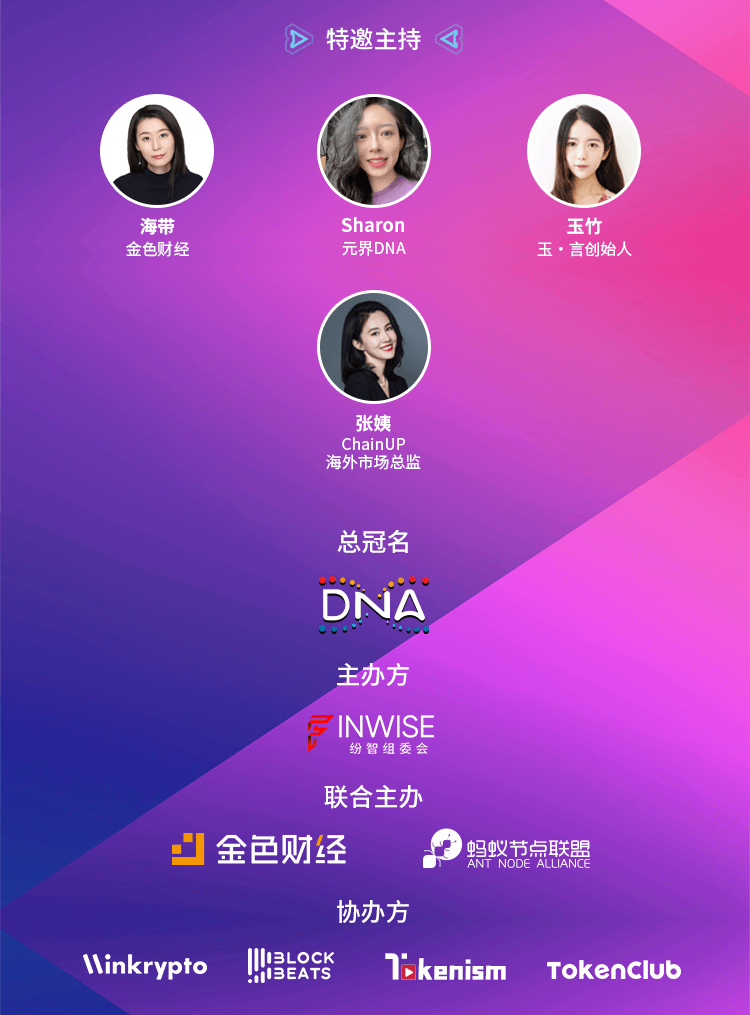 特邀主持
海带
金色财经
Sharon
元界DNA
玉竹
玉·言创始人
张姨
ChainUP
海外市场总监
总冠名
DNA
主办方
FINWISE
纷智组委会
联合主办
金色财经
蚂蚁节点联盟
ANT NODE ALLIANCE
协办方
Winkrypto
BLOCK
BEATS
Tokenism
TokenClub